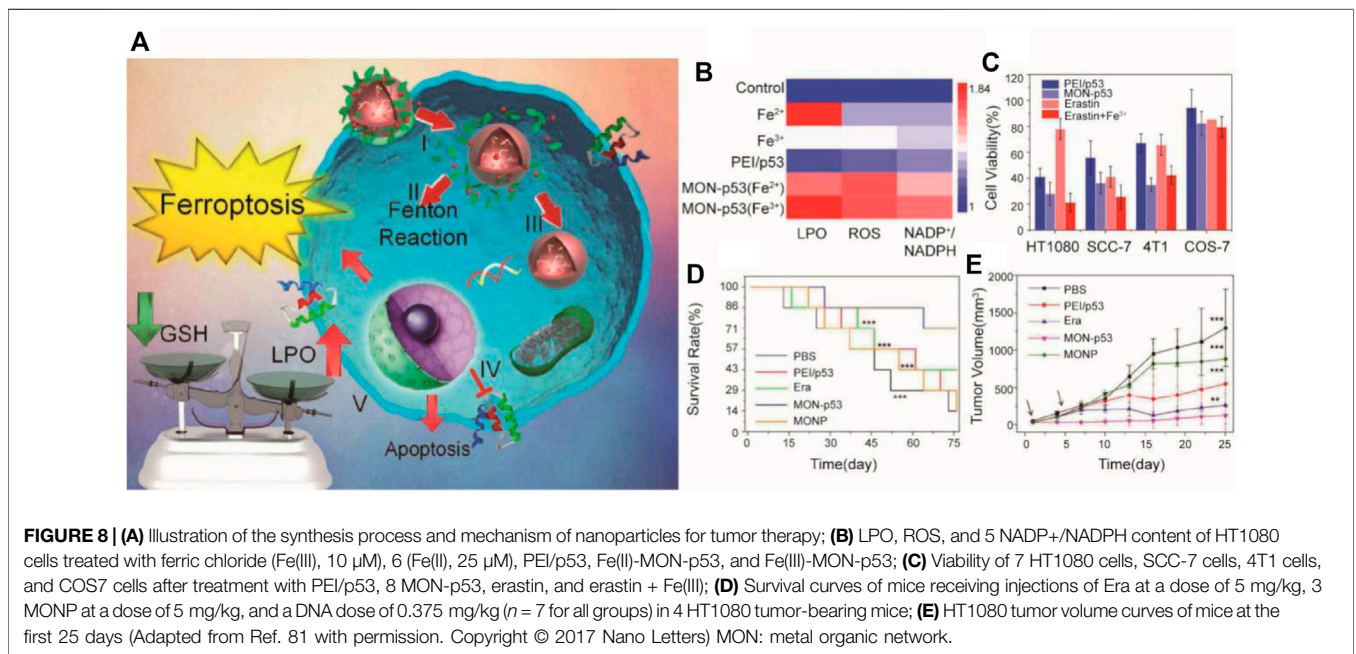 A
I
II
Fenton
Reaction
III
Ferroptosis
GSH
LPO
IV
V
Apoptosis
B
Control
Fe²⁺
Fe³⁺
PEI/p53
MON-p53(Fe²⁺)
MON-p53(Fe³⁺)
LPO ROS NADP⁺/
NADPH
1.84
1
C
Cell Viability(%)
120
100
80
60
40
20
0
PEI/p53
MON-p53
Erastin
Erastin+Fe³⁺
HT1080 SCC-7 4T1 COS-7
D
Survival Rate(%)
100
86
71
57
43
29
14
0
***
***
***
***
PBS
PEI/p53
Era
MON-p53
MONP
0 15 30 45 60 75
Time(day)
E
Tumor Volume(mm³)
2000
1500
1000
500
0
PBS
PEI/p53
Era
MON-p53
MONP
***
***
***
**
0 5 10 15 20 25
Time(day)
FIGURE 8 | (A) Illustration of the synthesis process and mechanism of nanoparticles for tumor therapy; (B) LPO, ROS, and 5 NADP+/NADPH content of HT1080
cells treated with ferric chloride (Fe(III), 10 μM), 6 (Fe(II), 25 μM), PEI/p53, Fe(II)-MON-p53, and Fe(III)-MON-p53; (C) Viability of 7 HT1080 cells, SCC-7 cells, 4T1 cells,
and COS7 cells after treatment with PEI/p53, 8 MON-p53, erastin, and erastin + Fe(III); (D) Survival curves of mice receiving injections of Era at a dose of 5 mg/kg, 3
MONP at a dose of 5 mg/kg, and a DNA dose of 0.375 mg/kg (n = 7 for all groups) in 4 HT1080 tumor-bearing mice; (E) HT1080 tumor volume curves of mice at the
first 25 days (Adapted from Ref. 81 with permission. Copyright © 2017 Nano Letters) MON: metal organic network.